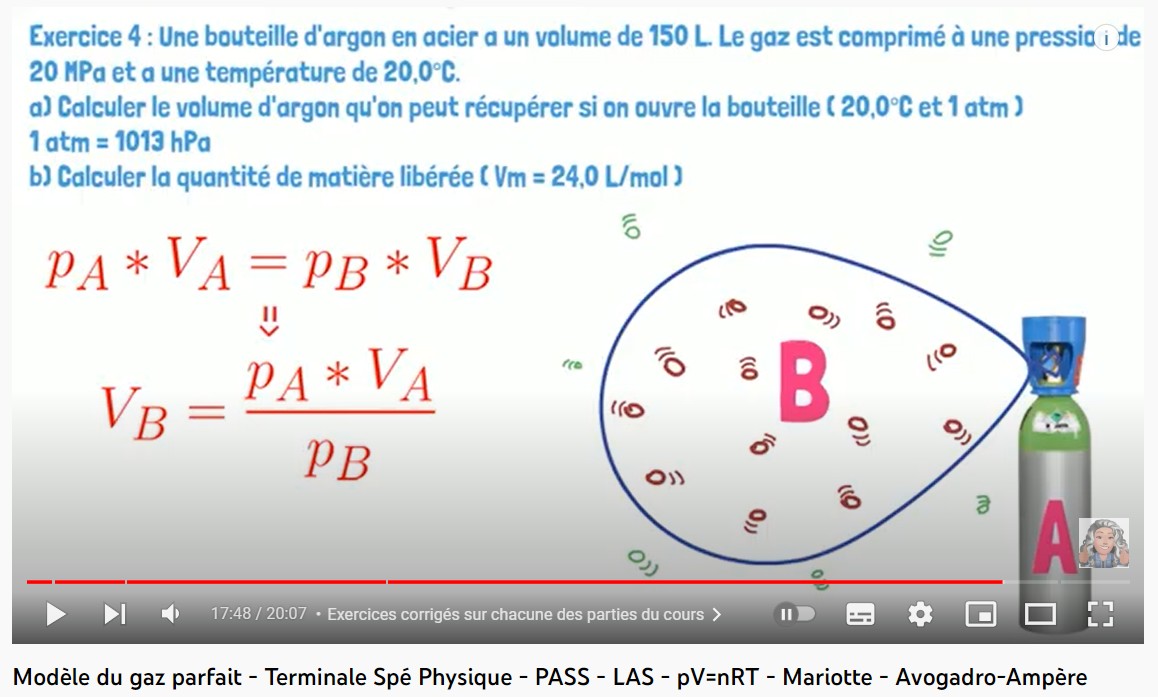 Exercice 4 : Une bouteille d'argon en acier a un volume de 150 L. Le gaz est comprimé à une pression de
20 MPa et a une température de 20,0°C.
a) Calculer le volume d'argon qu'on peut récupérer si on ouvre la bouteille ( 20,0°C et 1 atm )
1 atm = 1013 hPa
b) Calculer la quantité de matière libérée ( Vm = 24,0 L/mol )
p_A * V_A = p_B * V_B
V_B = \frac{p_A * V_A}{p_B}
B
A
17:48 / 20:07 • Exercices corrigés sur chacune des parties du cours >
Modèle du gaz parfait - Terminale Spé Physique - PASS - LAS - pV=nRT - Mariotte - Avogadro-Ampère